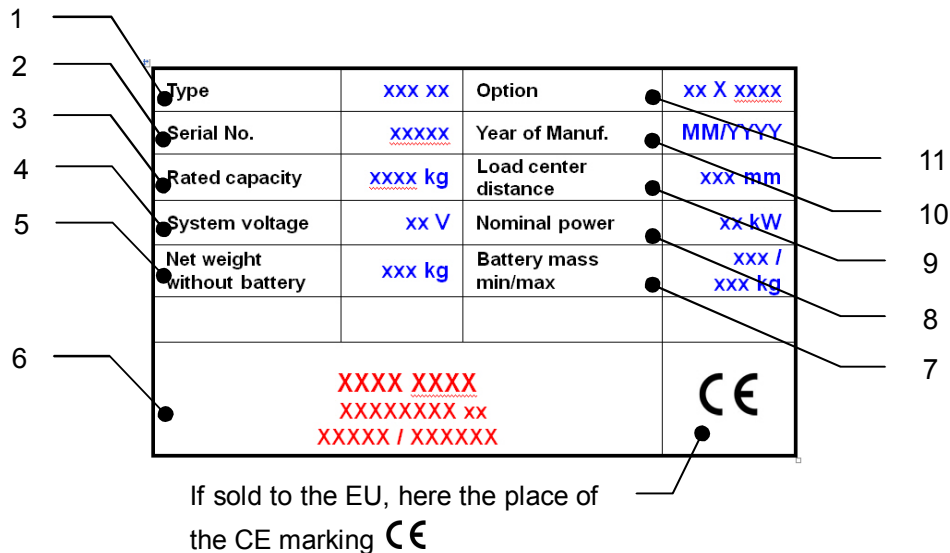 1
2
3
4
5
6
Type xxx xx Option xx X xxxx
Serial No. xxxxx Year of Manuf. MM/YYYY
Rated capacity xxxx kg Load center distance xxx mm
System voltage xx V Nominal power xx kW
Net weight without battery xxx kg Battery mass min/max xxx / xxx kg
XXXX XXXX
XXXXXXXX xx
XXXXX / XXXXXX
CE
11
10
9
8
7
If sold to the EU, here the place of
the CE marking CE